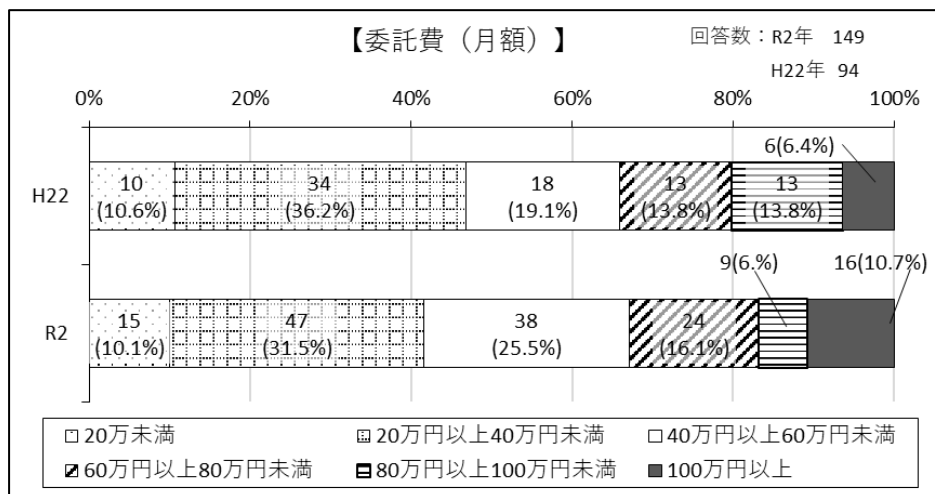 【委託費（月額）】
回答数：R2年 149
H22年 94
0% 20% 40% 60% 80% 100%
6(6.4%)
H22
10 34 18 13 13
(10.6%) (36.2%) (19.1%) (13.8%) (13.8%)
9(6.%) 16(10.7%)
R2
15 47 38 24
(10.1%) (31.5%) (25.5%) (16.1%)
20万未満 20万円以上40万円未満 40万円以上60万円未満
60万円以上80万円未満 80万円以上100万円未満 100万円以上